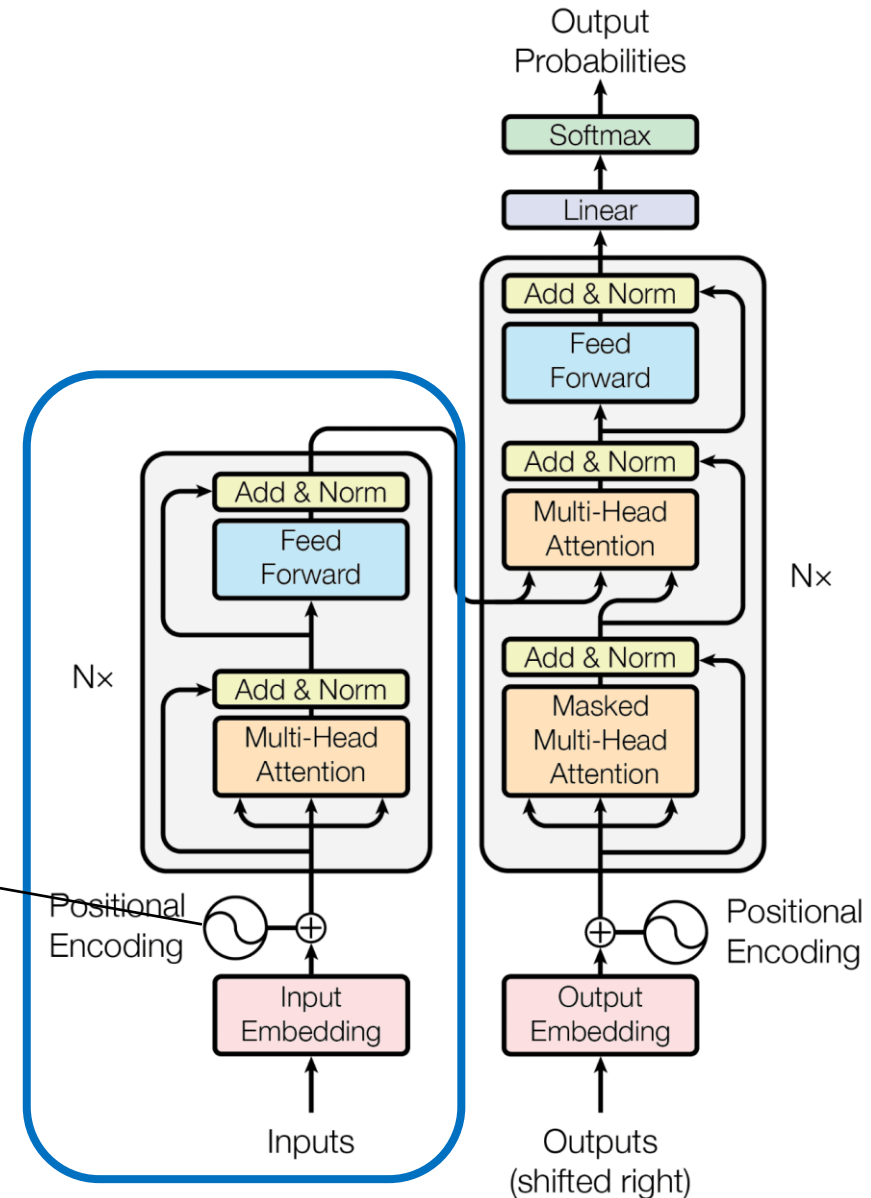 Output
Probabilities
Softmax
Linear
Add & Norm
Feed
Forward
Add & Norm
Multi-Head
Attention
Nx
Add & Norm
Masked
Multi-Head
Attention
Positional
Encoding
Output
Embedding
Outputs
(shifted right)
Add & Norm
Feed
Forward
Nx
Add & Norm
Multi-Head
Attention
Positional
Encoding
Input
Embedding
Inputs